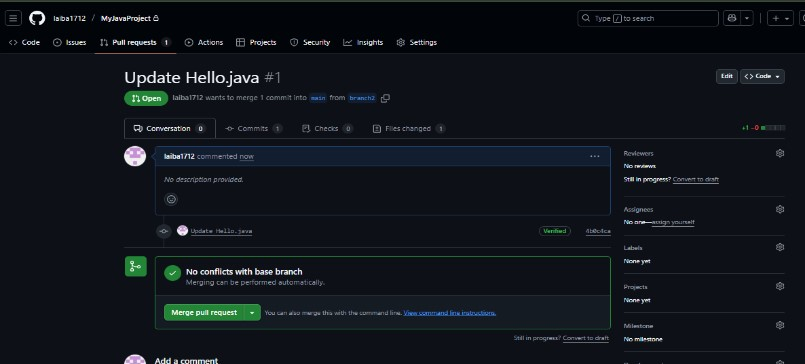 laiba1712 / MyJavaProject
Type / to search
Code Issues Pull requests 1 Actions Projects Security Insights Settings
Update Hello.java #1
Edit
Code
Open
laiba1712 wants to merge 1 commit into main from branch2
Conversation 0
Commits 1
Checks 0
Files changed 1
+1 −0
laiba1712 commented now
No description provided.
Update Hello.java
Verified
4b0c4ca
No conflicts with base branch
Merging can be performed automatically.
Merge pull request
You can also merge this with the command line. View command line instructions.
Still in progress? Convert to draft
Add a comment
Reviewers
No reviews
Still in progress? Convert to draft
Assignees
No one—assign yourself
Labels
None yet
Projects
None yet
Milestone
No milestone